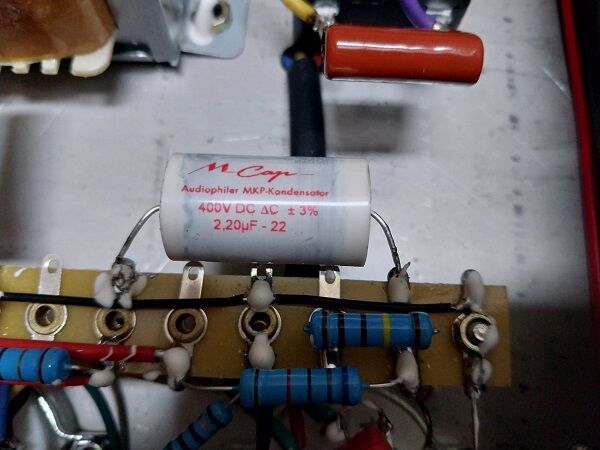 M-Cap
Audiophiler MKP-Kondensator
400V DC ΔC ± 3%
2,20µF - 22